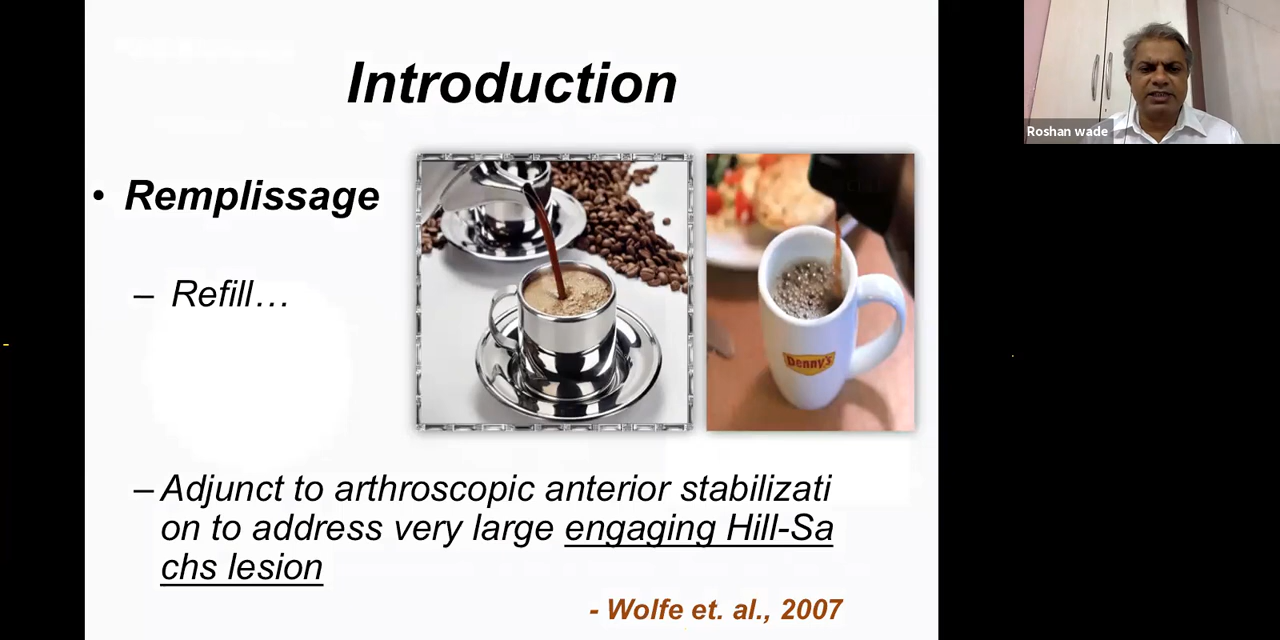 Introduction
• Remplissage
– Refill…
Denny's
– Adjunct to arthroscopic anterior stabilizati
on to address very large engaging Hill-Sa
chs lesion
- Wolfe et. al., 2007
Roshan wade